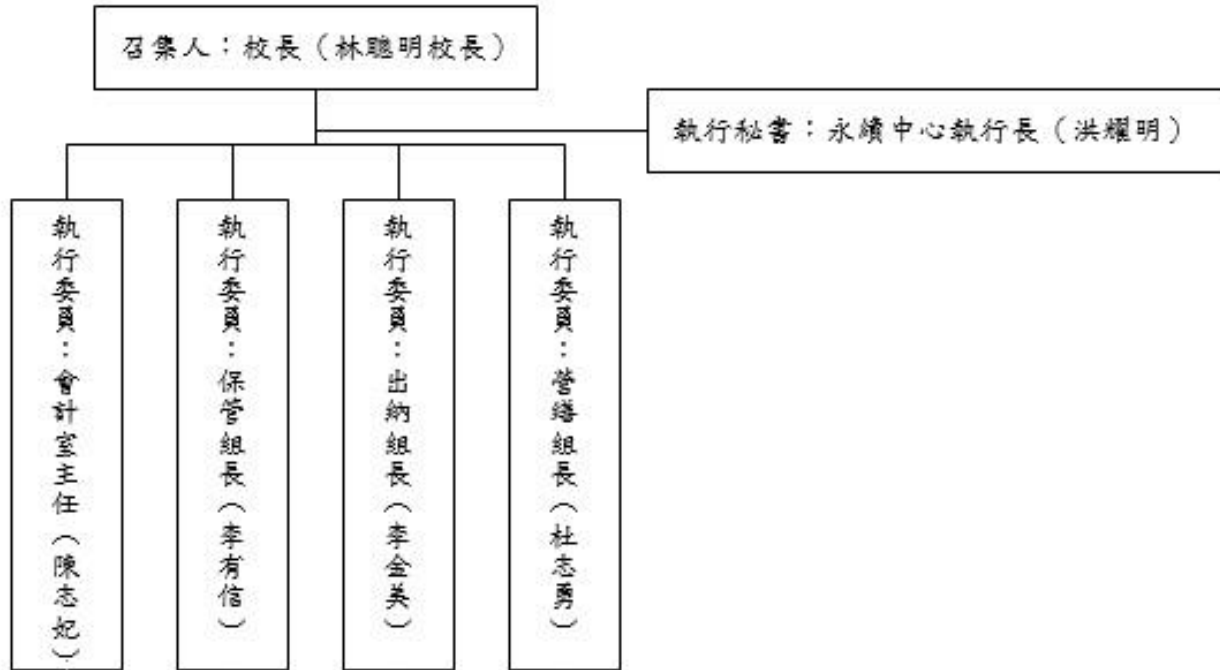 召集人：校長（林聰明校長）
執行秘書：永續中心執行長（洪耀明）
執行委員：會計室主任（陳志妃）
執行委員：保管組長（李有信）
執行委員：出納組長（李金美）
執行委員：營繕組長（杜志勇）